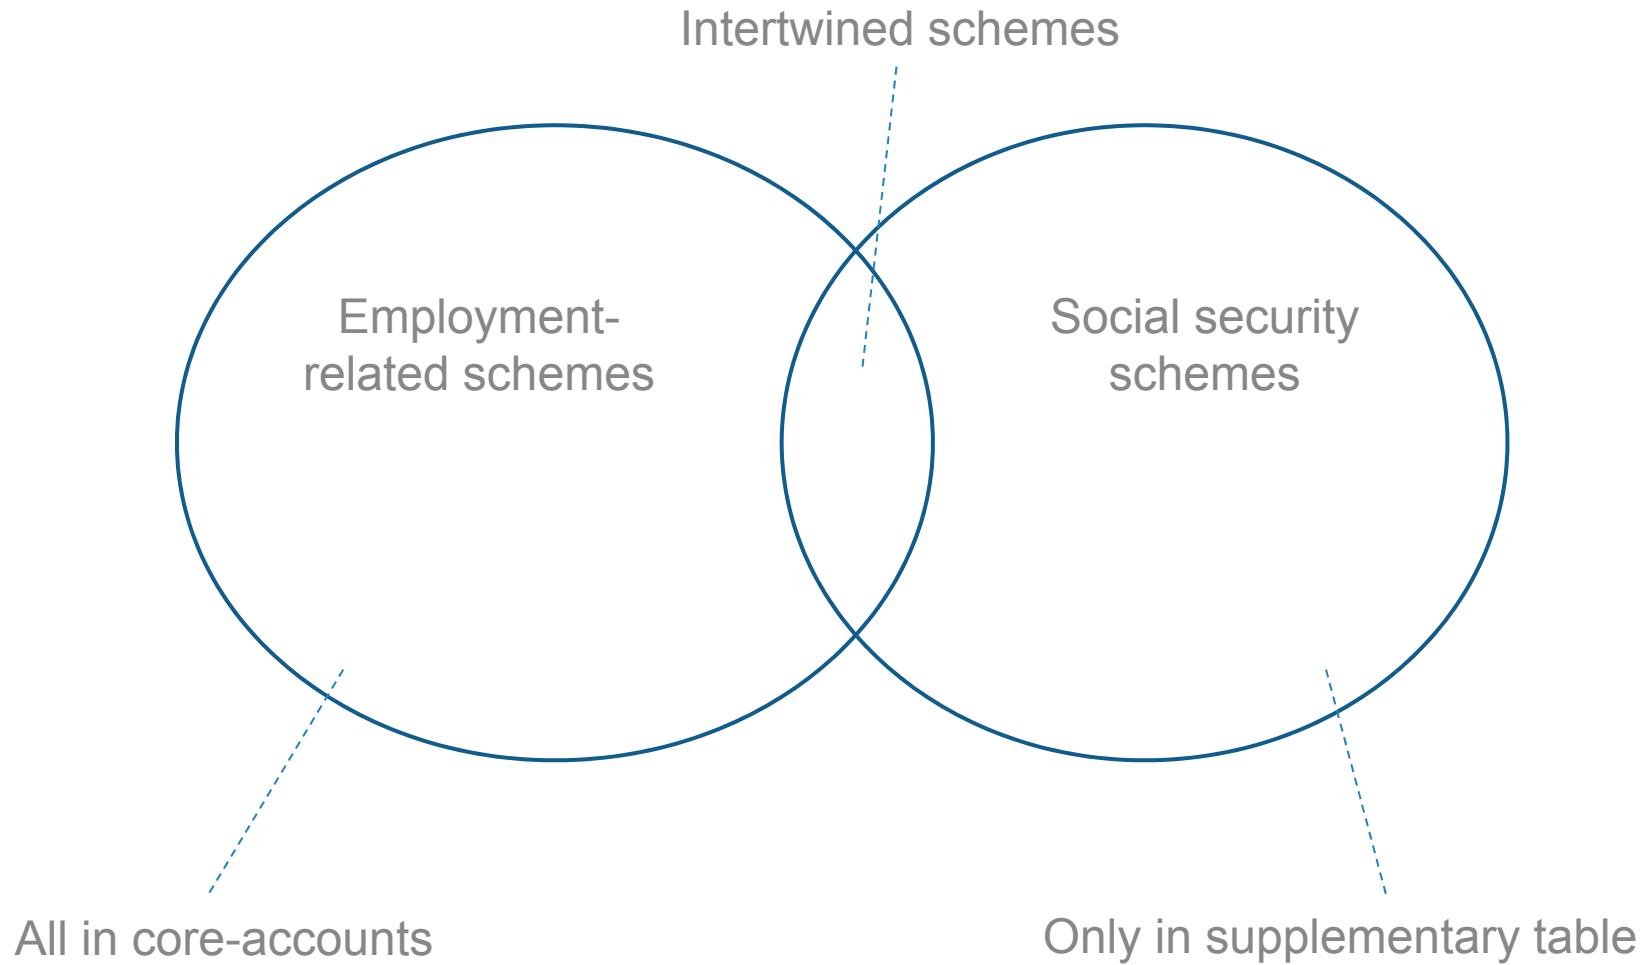 Intertwined schemes
Employment-
related schemes
Social security
schemes
All in core-accounts
Only in supplementary table